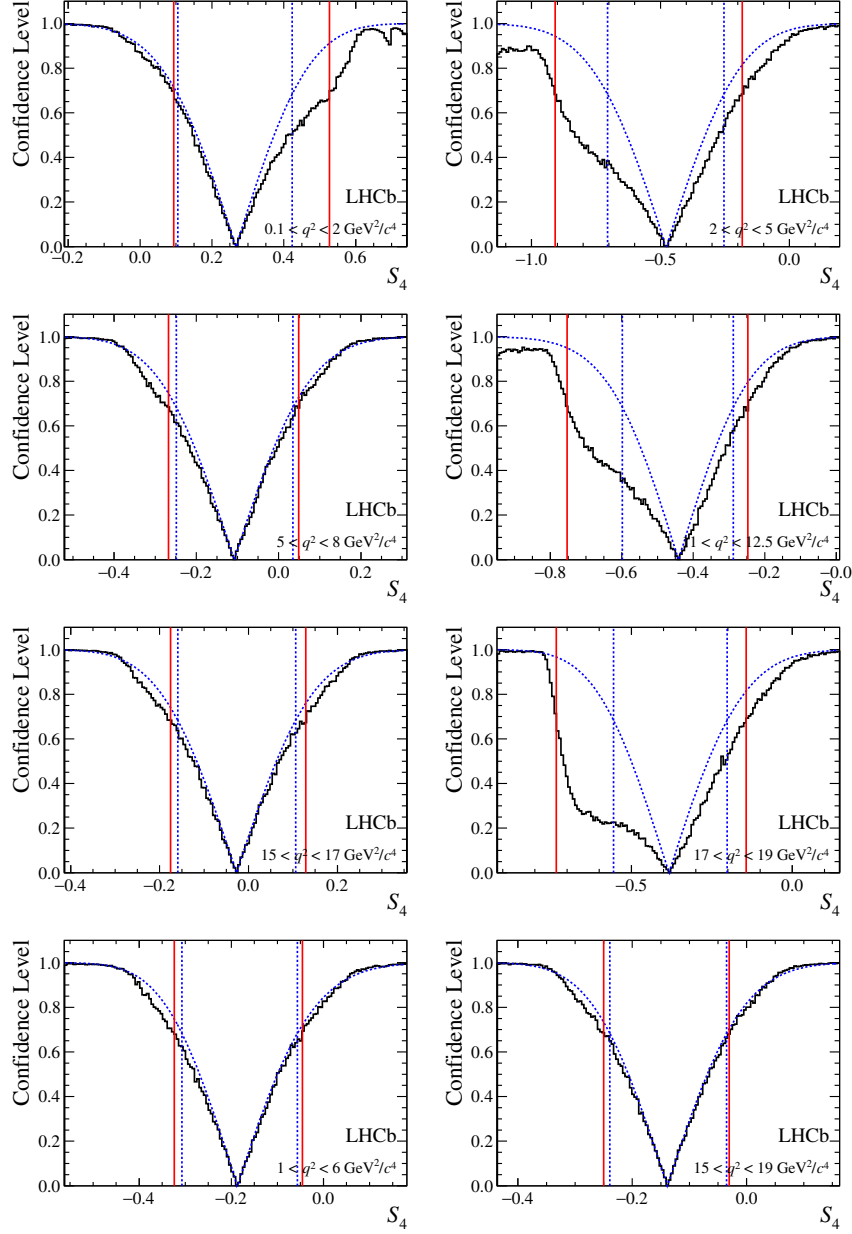 Confidence Level
1.0
0.8
0.6
0.4
0.2
0.0
LHCb
0.1 < q² < 2 GeV²/c⁴
−0.2 0.0 0.2 0.4 0.6
S₄
Confidence Level
1.0
0.8
0.6
0.4
0.2
0.0
LHCb
2 < q² < 5 GeV²/c⁴
−1.0 −0.5 0.0
S₄
Confidence Level
1.0
0.8
0.6
0.4
0.2
0.0
LHCb
5 < q² < 8 GeV²/c⁴
−0.4 −0.2 0.0 0.2
S₄
Confidence Level
1.0
0.8
0.6
0.4
0.2
0.0
LHCb
11 < q² < 12.5 GeV²/c⁴
−0.8 −0.6 −0.4 −0.2 0.0
S₄
Confidence Level
1.0
0.8
0.6
0.4
0.2
0.0
LHCb
15 < q² < 17 GeV²/c⁴
−0.4 −0.2 0.0 0.2
S₄
Confidence Level
1.0
0.8
0.6
0.4
0.2
0.0
LHCb
17 < q² < 19 GeV²/c⁴
−0.5 0.0
S₄
Confidence Level
1.0
0.8
0.6
0.4
0.2
0.0
LHCb
1 < q² < 6 GeV²/c⁴
−0.4 −0.2 0.0
S₄
Confidence Level
1.0
0.8
0.6
0.4
0.2
0.0
LHCb
15 < q² < 19 GeV²/c⁴
−0.4 −0.2 0.0
S₄